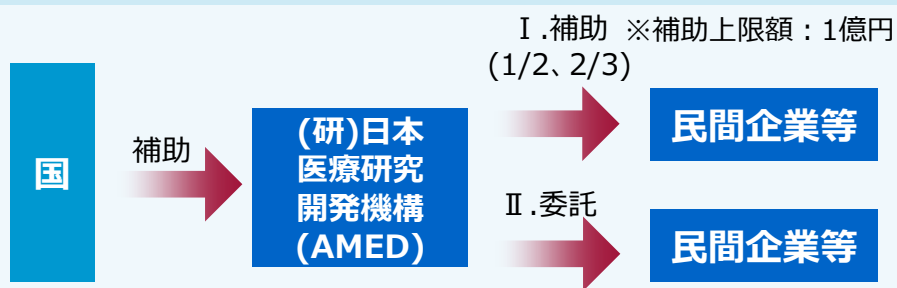 国
補助
(研)日本
医療研究
開発機構
(AMED)
Ⅰ.補助 ※補助上限額：1億円
(1/2、2/3)
民間企業等
Ⅱ.委託
民間企業等